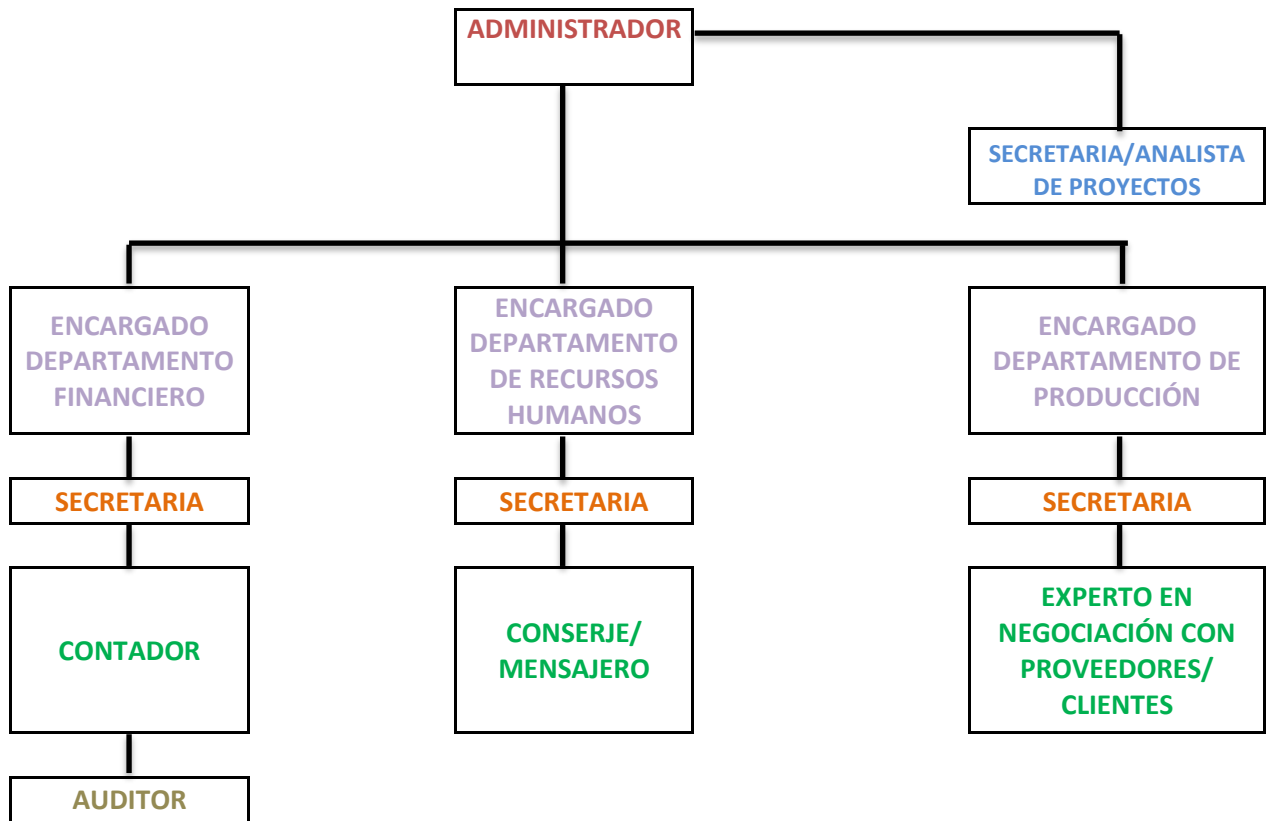 ADMINISTRADOR
SECRETARIA/ANALISTA
DE PROYECTOS
ENCARGADO
DEPARTAMENTO
FINANCIERO
ENCARGADO
DEPARTAMENTO
DE RECURSOS
HUMANOS
ENCARGADO
DEPARTAMENTO DE
PRODUCCIÓN
SECRETARIA
SECRETARIA
SECRETARIA
CONTADOR
CONSERJE/
MENSAJERO
EXPERTO EN
NEGOCIACIÓN CON
PROVEEDORES/
CLIENTES
AUDITOR